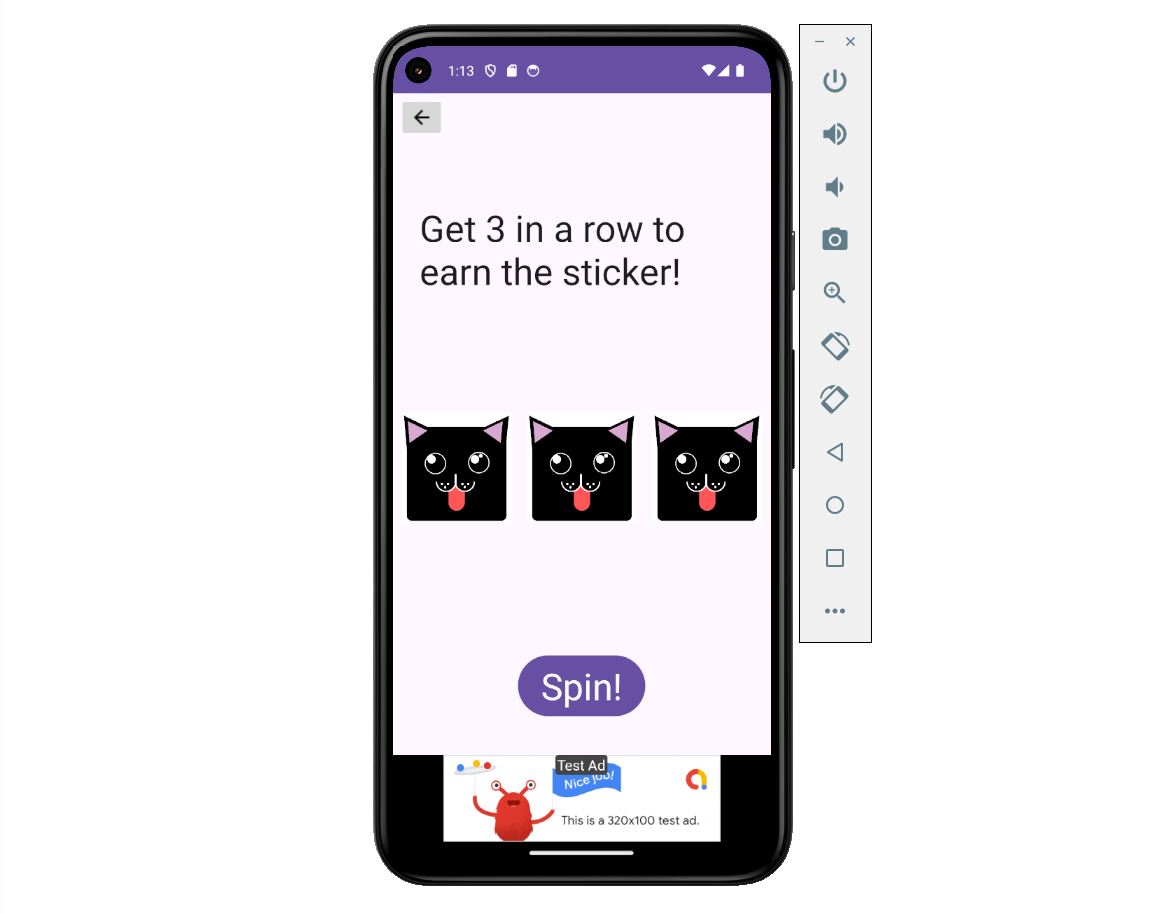 1:13
Get 3 in a row to
earn the sticker!
Spin!
Test Ad
Nice job!
This is a 320x100 test ad.